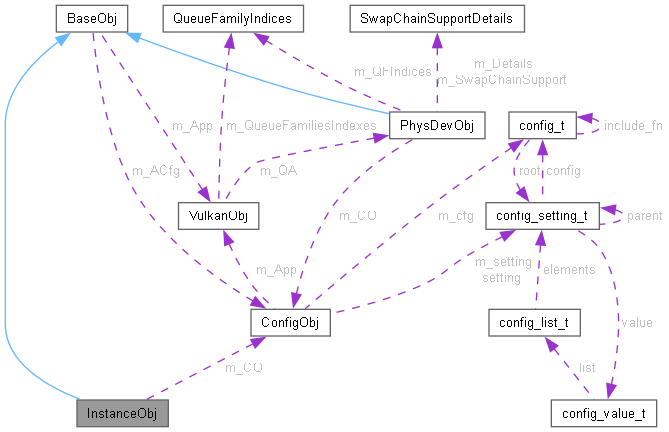 BaseObj
QueueFamilyIndices
SwapChainSupportDetails
m_QFIndices
m_Details
m_SwapChainSupport
m_App
m_QueueFamiliesIndexes
PhysDevObj
config_t
include_fn
m_ACfg
m_QA
root
config
VulkanObj
m_CO
m_cfg
config_setting_t
parent
m_App
m_setting
setting
elements
ConfigObj
config_list_t
value
m_CO
list
InstanceObj
config_value_t